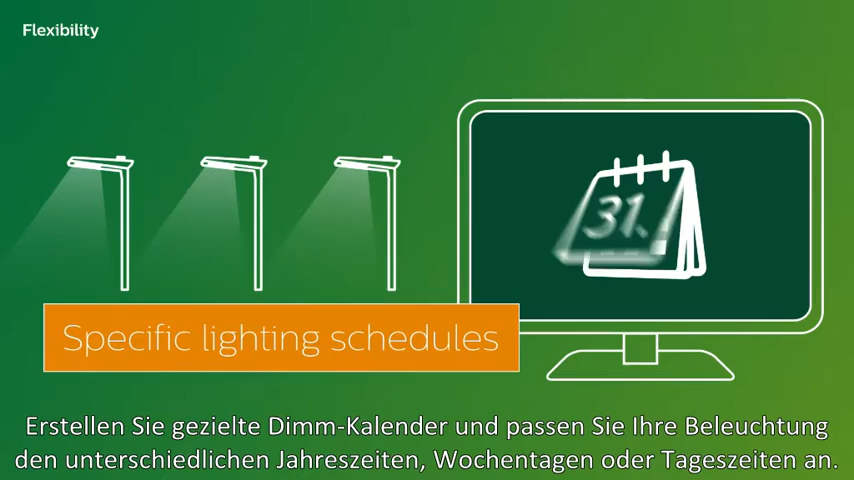 Flexibility
31.
Specific lighting schedules
Erstellen Sie gezielte Dimm-Kalender und passen Sie Ihre Beleuchtung
den unterschiedlichen Jahreszeiten, Wochentagen oder Tageszeiten an.